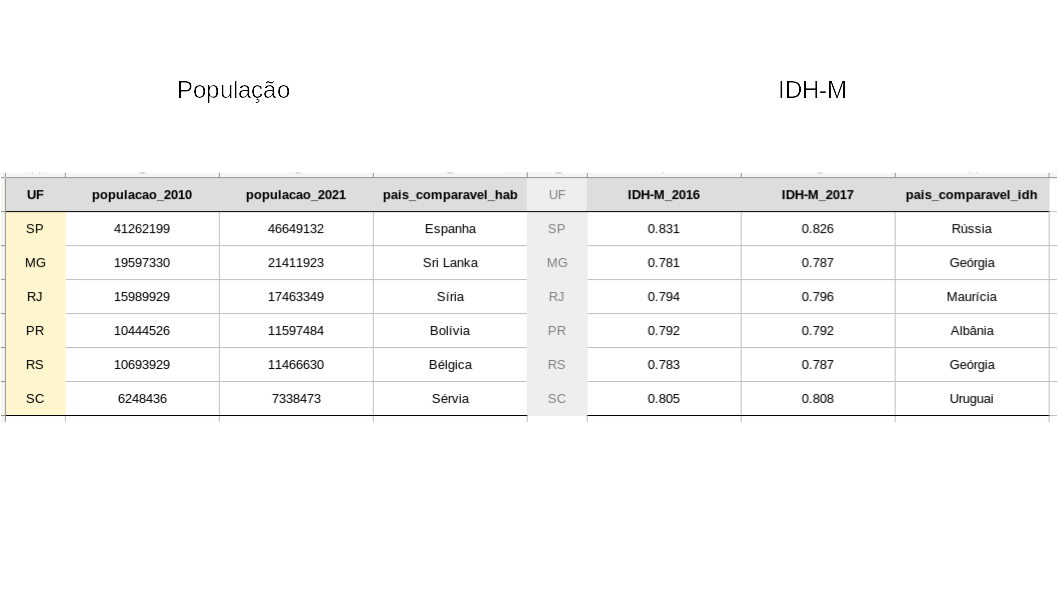 População IDH-M
UF populacao_2010 populacao_2021 pais_comparavel_hab UF IDH-M_2016 IDH-M_2017 pais_comparavel_idh
SP 41262199 46649132 Espanha SP 0.831 0.826 Rússia
MG 19597330 21411923 Sri Lanka MG 0.781 0.787 Geórgia
RJ 15989929 17463349 Síria RJ 0.794 0.796 Maurícia
PR 10444526 11597484 Bolívia PR 0.792 0.792 Albânia
RS 10693929 11466630 Bélgica RS 0.783 0.787 Geórgia
SC 6248436 7338473 Sérvia SC 0.805 0.808 Uruguai